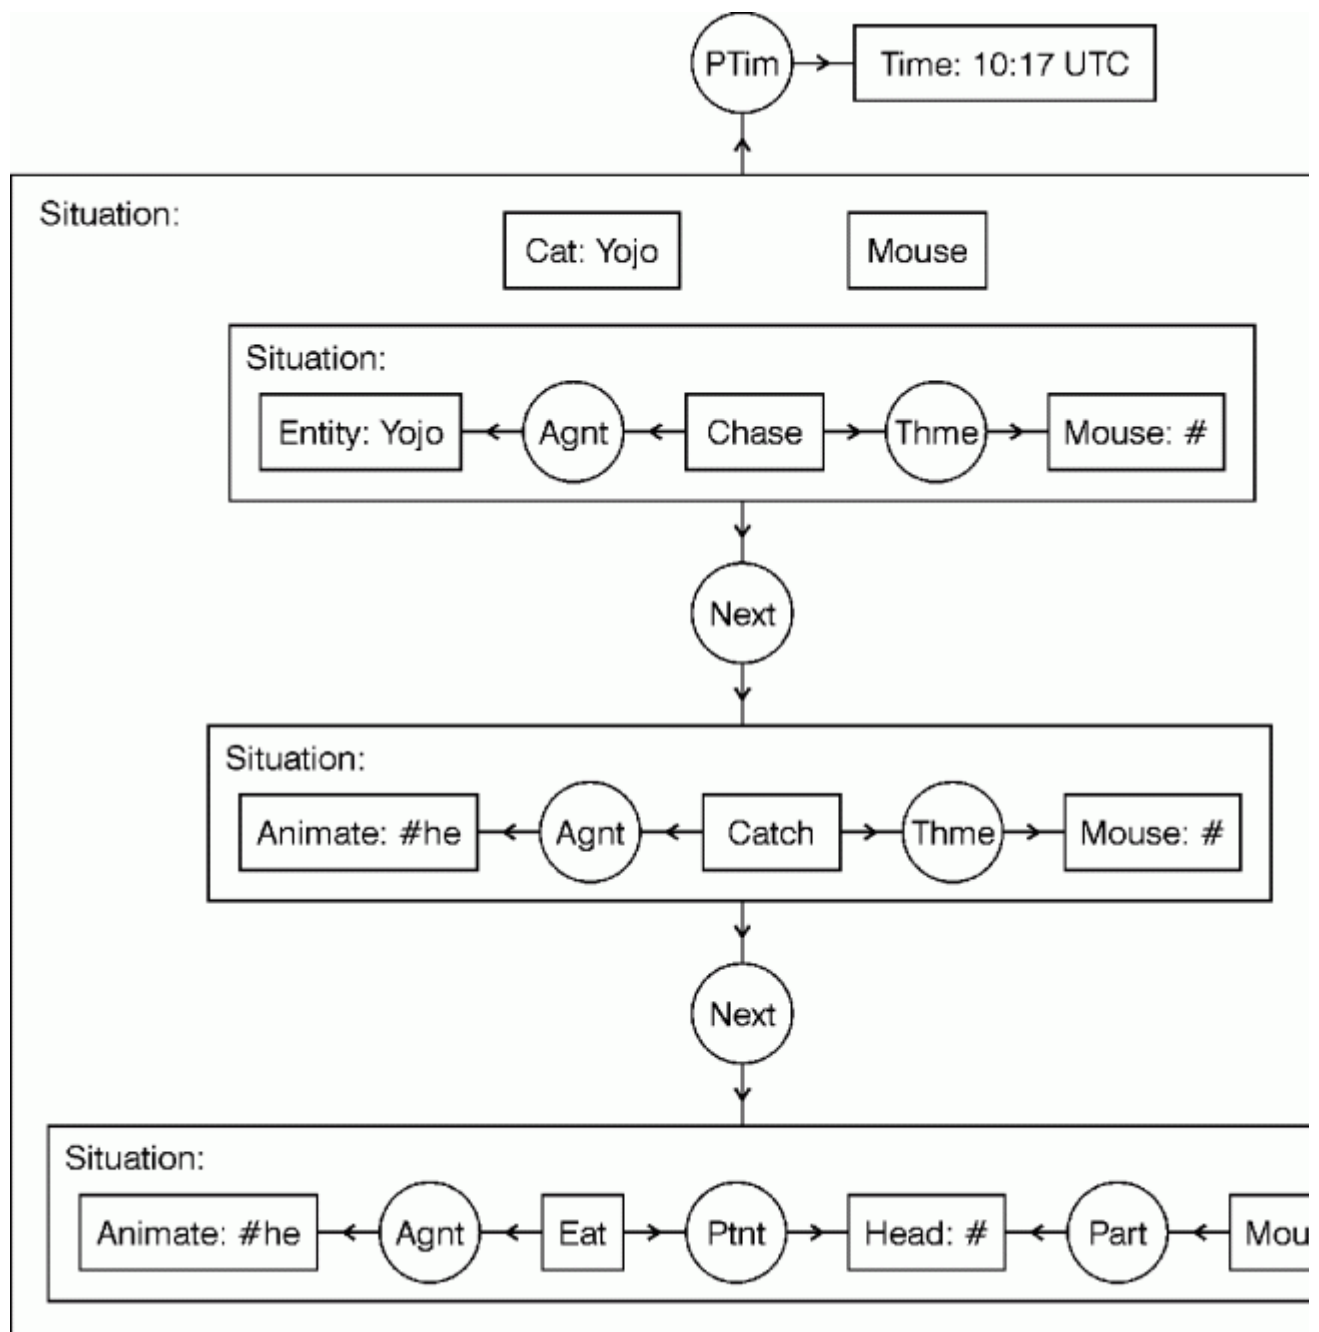 PTim Time: 10:17 UTC
Situation:
Cat: Yojo Mouse
Situation:
Entity: Yojo Agnt Chase Thme Mouse: #
Next
Situation:
Animate: #he Agnt Catch Thme Mouse: #
Next
Situation:
Animate: #he Agnt Eat Ptnt Head: # Part Mou